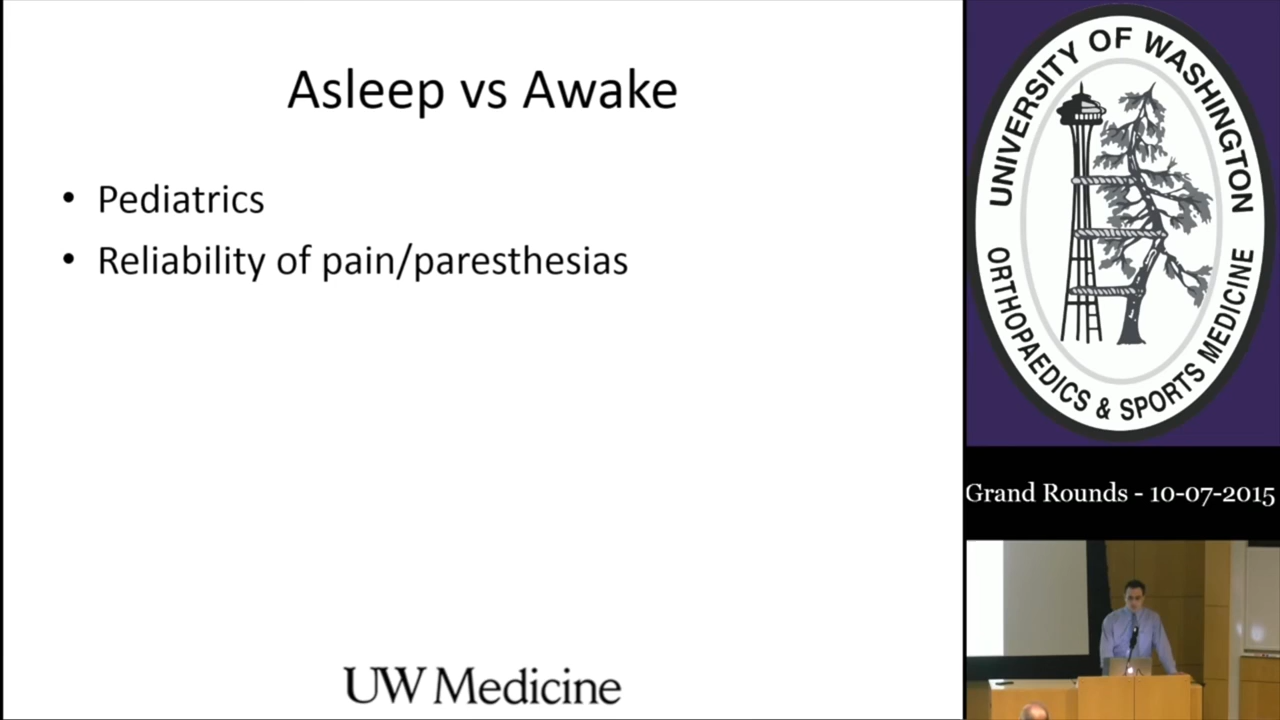 Asleep vs Awake
• Pediatrics
• Reliability of pain/paresthesias
UW Medicine
UNIVERSITY OF WASHINGTON
ORTHOPAEDICS & SPORTS MEDICINE
Grand Rounds - 10-07-2015